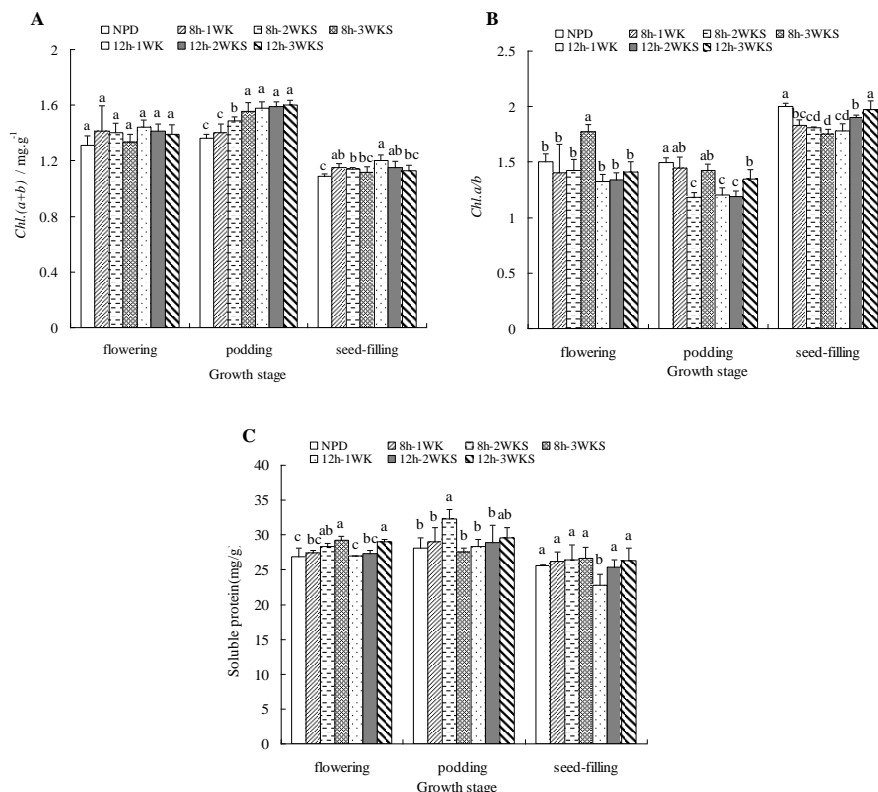 A
NPD 8h-1WK 8h-2WKS 8h-3WKS
12h-1WK 12h-2WKS 12h-3WKS
Chl.(a+b) / mg.g-1
2
1.6
1.2
0.8
0.4
0
a a a a a a a
c c b a a a a
c ab b bc a ab bc
flowering podding seed-filling
Growth stage
B
NPD 8h-1WK 8h-2WKS 8h-3WKS
12h-1WK 12h-2WKS 12h-3WKS
Chl.a/b
2.5
2
1.5
1
0.5
0
b b b a b b b
a ab c ab c c b
a bc cd d cd b a
flowering podding seed-filling
Growth stage
C
NPD 8h-1WK 8h-2WKS 8h-3WKS
12h-1WK 12h-2WKS 12h-3WKS
Soluble protein(mg/g)
40
35
30
25
20
15
10
5
0
c bc ab a c bc a
b b a b b b ab
a a a a b a a
flowering podding seed-filling
Growth stage